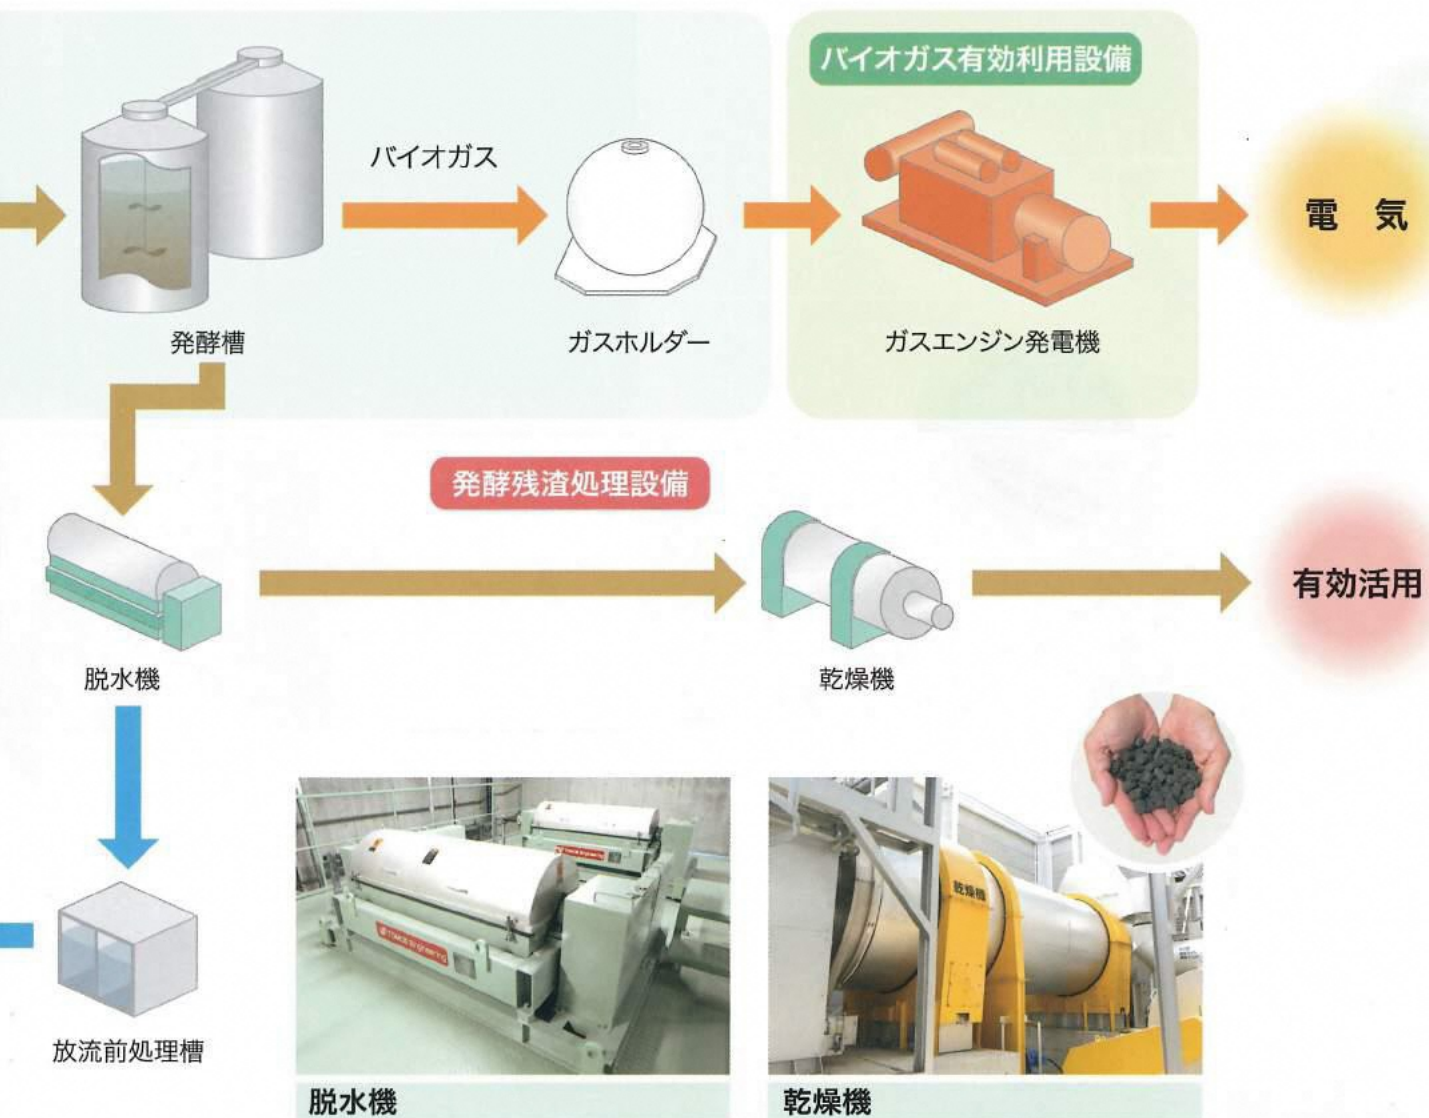 バイオガス有効利用設備
バイオガス
電 気
発酵槽
ガスホルダー
ガスエンジン発電機
発酵残渣処理設備
有効活用
脱水機
乾燥機
乾燥機
放流前処理槽
脱水機
乾燥機